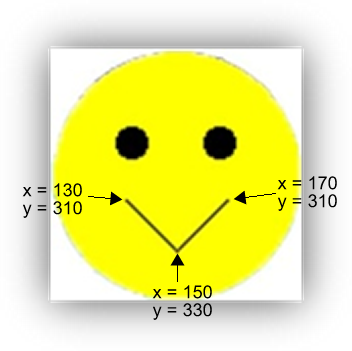 x = 130
y = 310
x = 170
y = 310
x = 150
y = 330